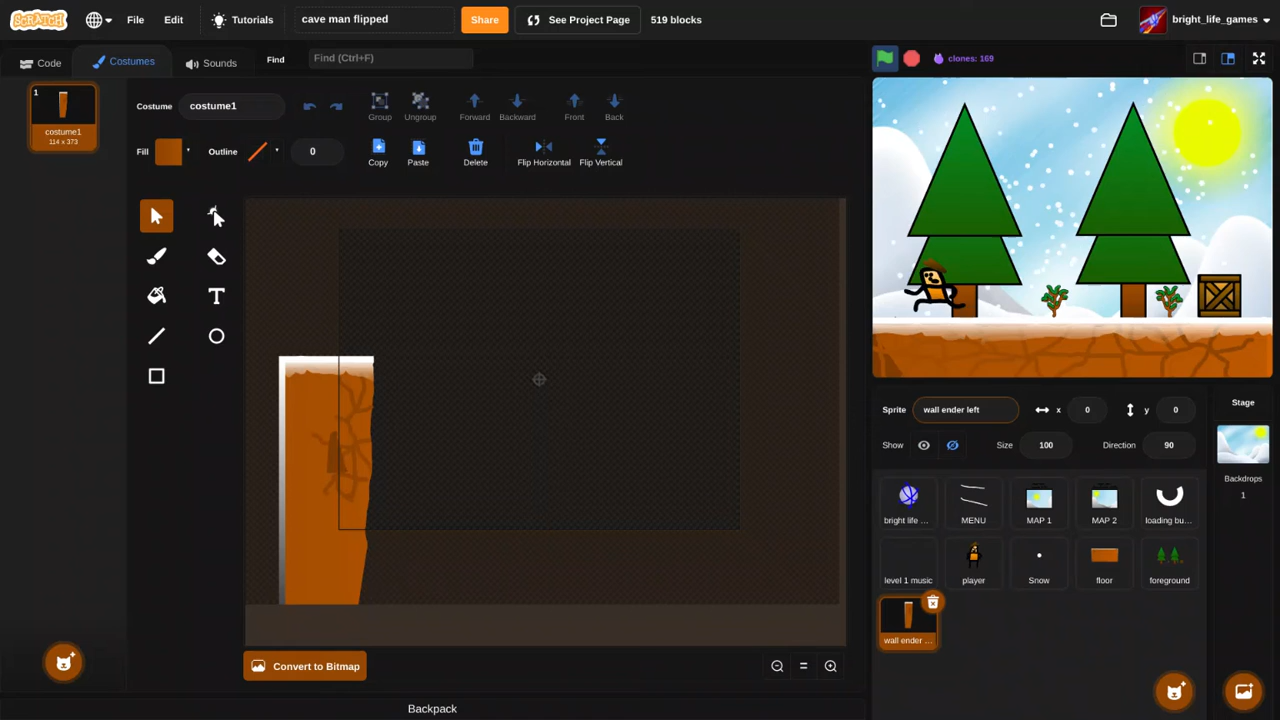 SCRATCH File Edit Tutorials cave man flipped Share See Project Page 519 blocks bright_life_games
Code Costumes Sounds Find Find (Ctrl+F) clones: 169
1
costume1
114 x 373
Costume costume1 Group Ungroup Forward Backward Front Back
Fill Outline 0 Copy Paste Delete Flip Horizontal Flip Vertical
T
Sprite wall ender left x 0 y 0
Show Size 100 Direction 90
Stage
Backdrops
1
bright life ... MENU MAP 1 MAP 2 loading bu...
level 1 music player Snow floor foreground
wall ender ...
Convert to Bitmap
Backpack